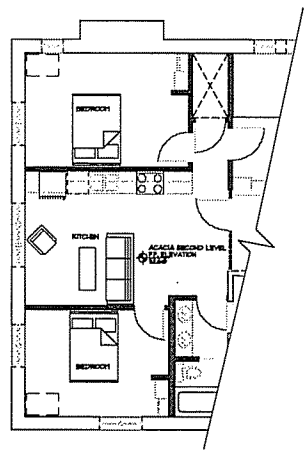 BEDROOM
KITCHEN
ACACIA SECOND LEVEL
ELEVATION
BEDROOM